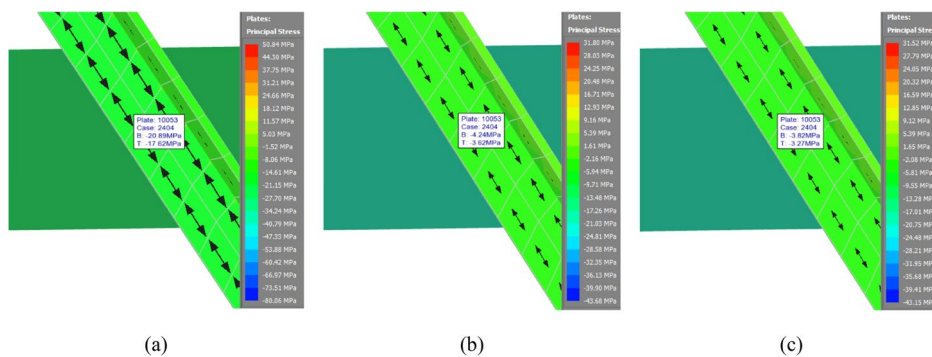 Plates:
Principal Stress
50.84 MPa
44.30 MPa
37.75 MPa
31.21 MPa
24.66 MPa
18.12 MPa
11.57 MPa
5.03 MPa
-1.52 MPa
-8.06 MPa
-14.61 MPa
-21.15 MPa
-27.70 MPa
-34.24 MPa
-40.79 MPa
-47.33 MPa
-53.88 MPa
-60.42 MPa
-66.97 MPa
-73.51 MPa
-80.06 MPa
Plate: 10053
Case: 2404
B: -20.89MPa
T: -17.62MPa
(a)
Plates:
Principal Stress
31.80 MPa
28.03 MPa
24.25 MPa
20.48 MPa
16.71 MPa
12.93 MPa
9.16 MPa
5.39 MPa
1.61 MPa
-2.16 MPa
-5.94 MPa
-9.71 MPa
-13.48 MPa
-17.26 MPa
-21.03 MPa
-24.81 MPa
-28.58 MPa
-32.35 MPa
-36.13 MPa
-39.90 MPa
-43.68 MPa
Plate: 10053
Case: 2404
B: -4.24MPa
T: -3.62MPa
(b)
Plates:
Principal Stress
31.52 MPa
27.79 MPa
24.05 MPa
20.32 MPa
16.59 MPa
12.85 MPa
9.12 MPa
5.39 MPa
1.65 MPa
-2.08 MPa
-5.81 MPa
-9.55 MPa
-13.28 MPa
-17.01 MPa
-20.75 MPa
-24.48 MPa
-28.21 MPa
-31.95 MPa
-35.68 MPa
-39.41 MPa
-43.15 MPa
Plate: 10053
Case: 2404
B: -3.82MPa
T: -3.27MPa
(c)